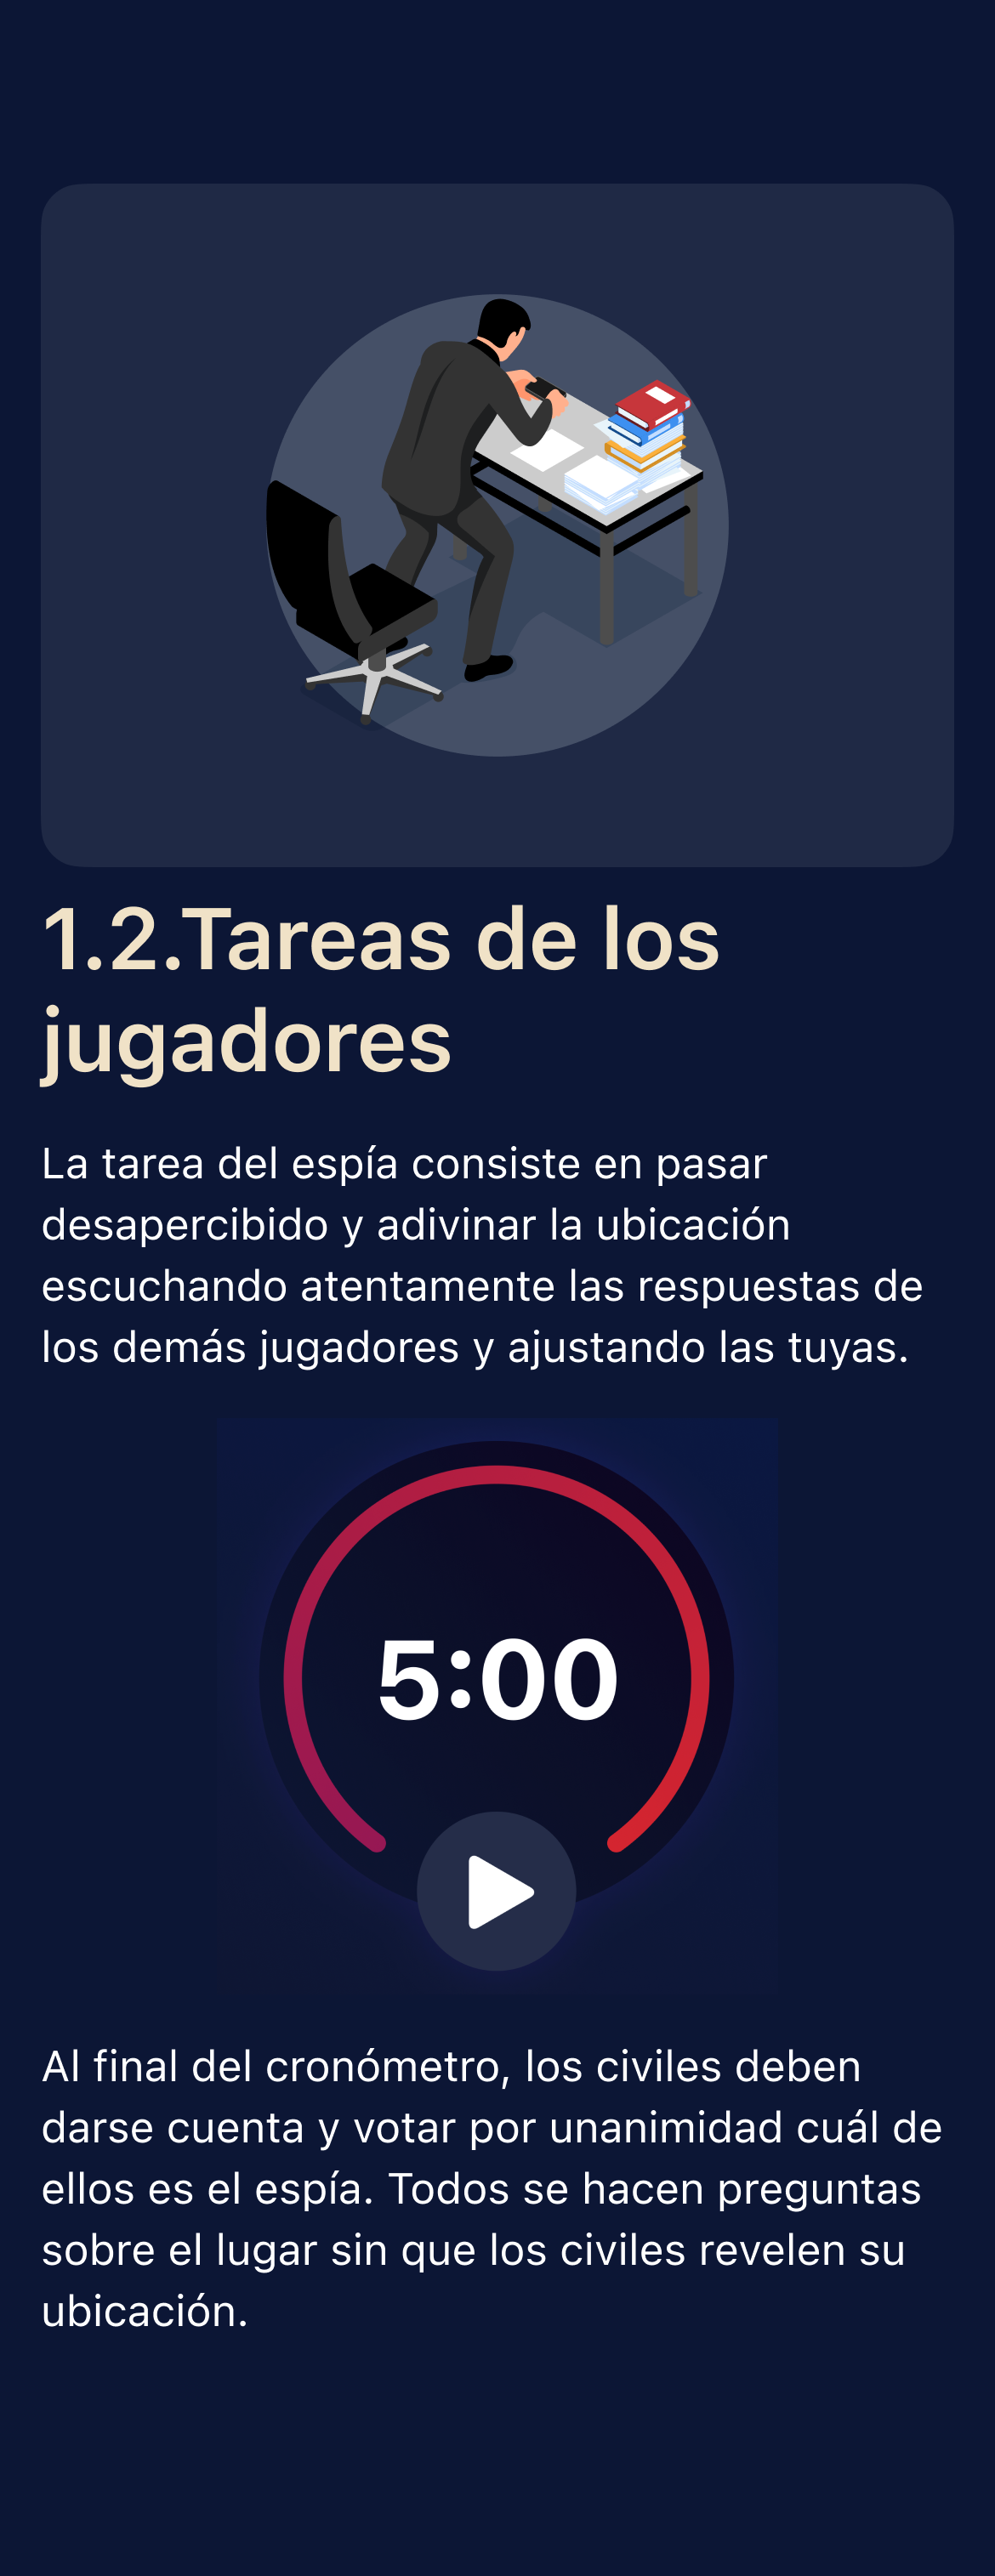 1.2.Tareas de los
jugadores
La tarea del espía consiste en pasar
desapercibido y adivinar la ubicación
escuchando atentamente las respuestas de
los demás jugadores y ajustando las tuyas.
5:00
Al final del cronómetro, los civiles deben
darse cuenta y votar por unanimidad cuál de
ellos es el espía. Todos se hacen preguntas
sobre el lugar sin que los civiles revelen su
ubicación.